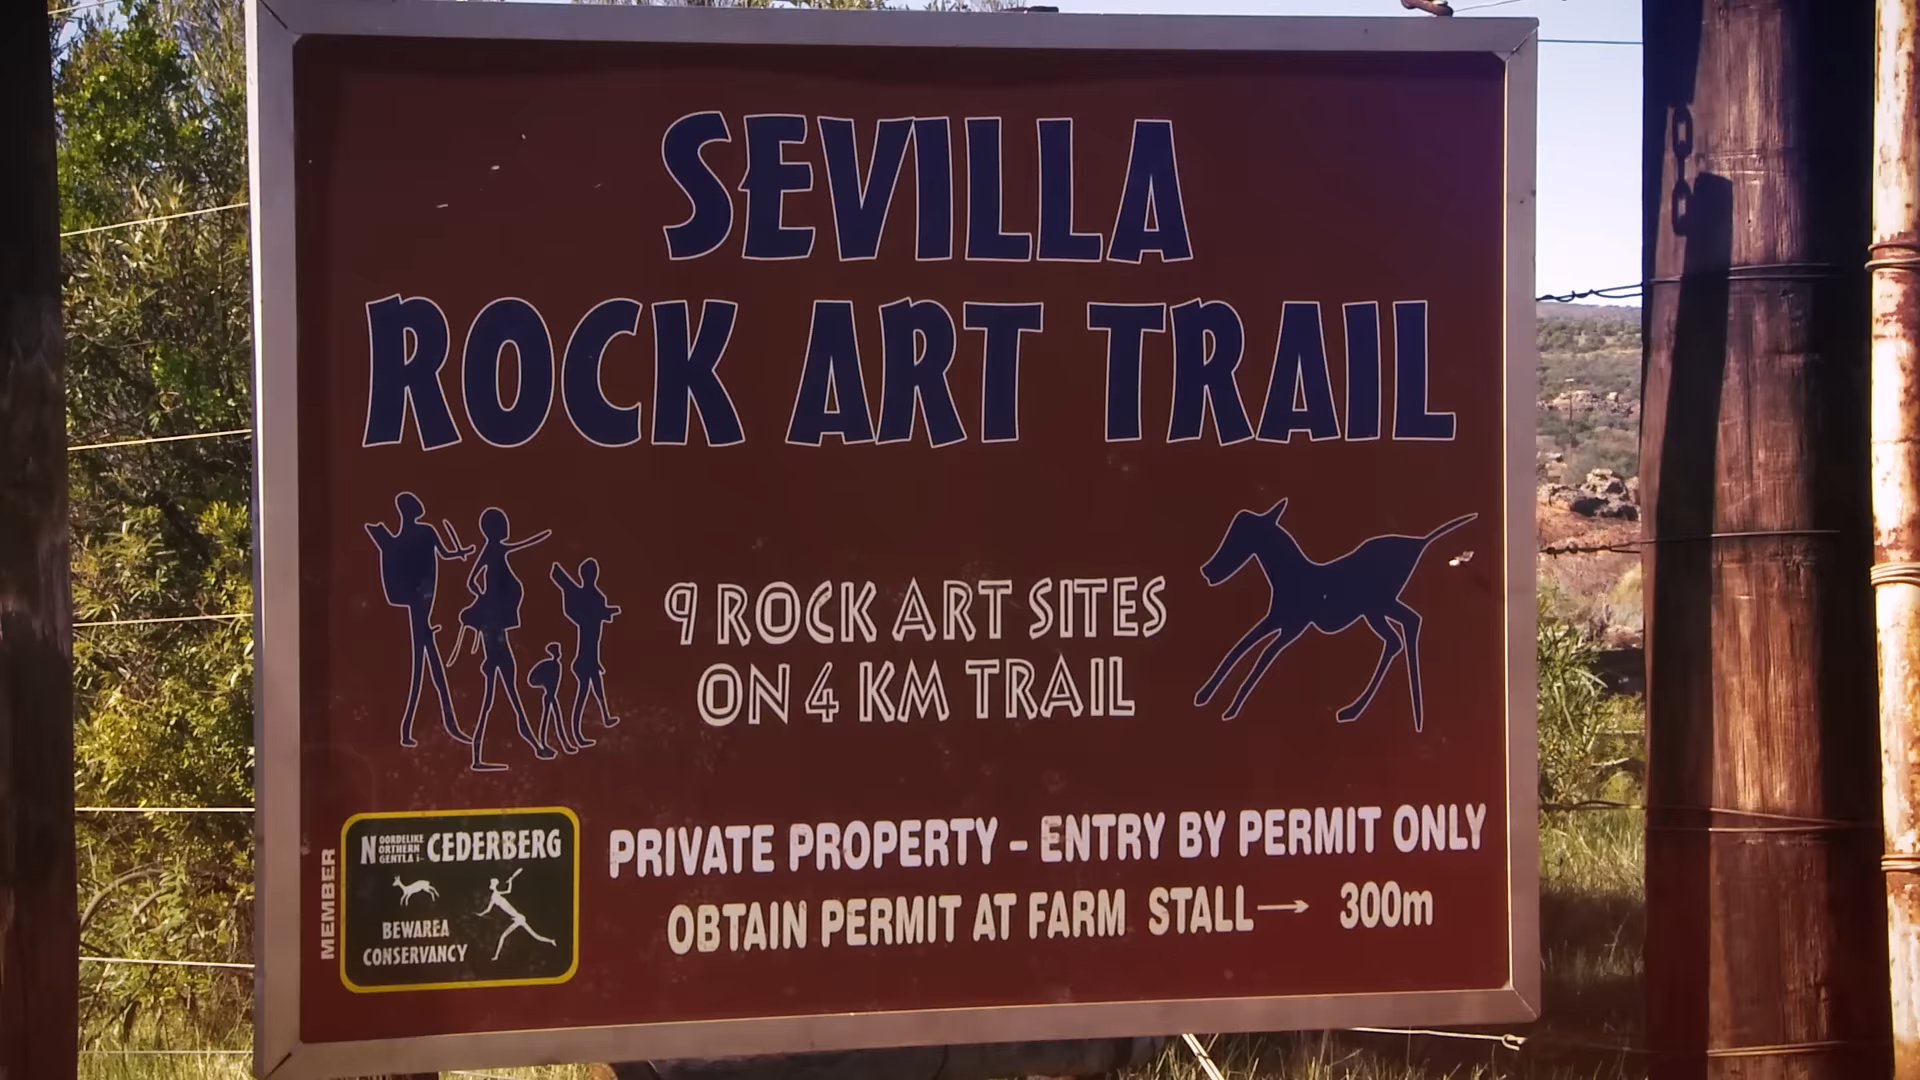 SEVILLA
ROCK ART TRAIL
9 ROCK ART SITES
ON 4 KM TRAIL
PRIVATE PROPERTY - ENTRY BY PERMIT ONLY
OBTAIN PERMIT AT FARM STALL → 300m
MEMBER
NOORDELIKE
NORTHERN
CEDERBERG
BEWAREA
CONSERVANCY